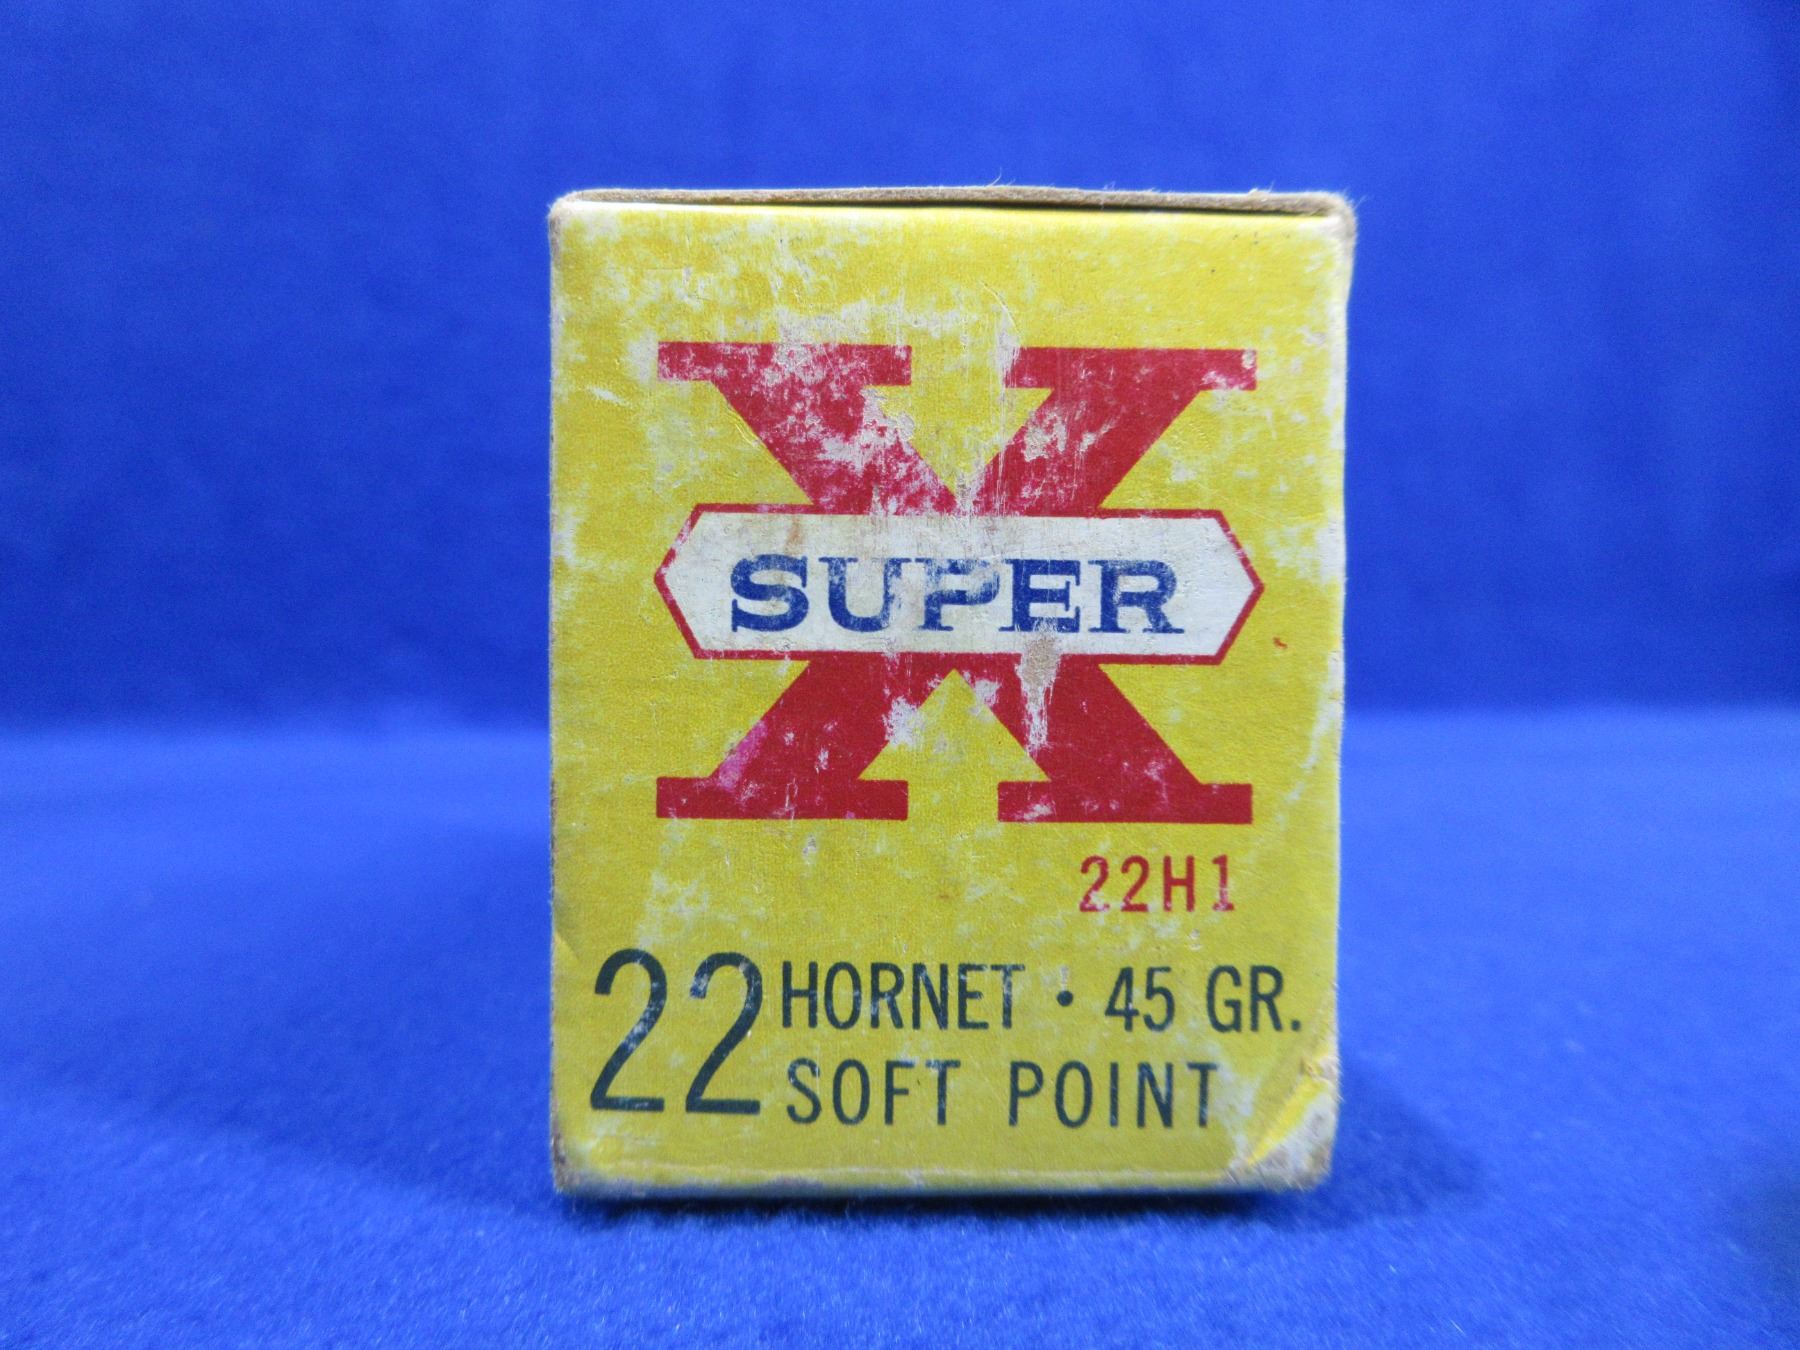 X
SUPER
22H1
22 HORNET · 45 GR.
SOFT POINT